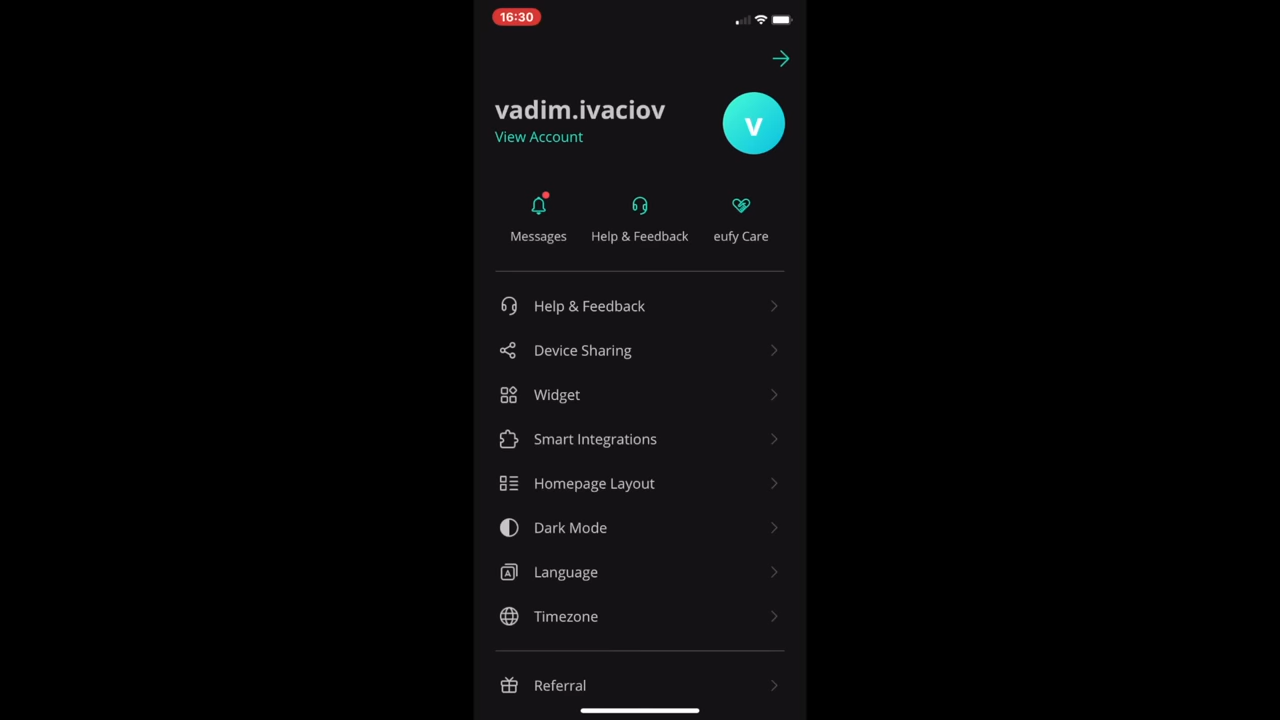 16:30
vadim.ivaciov
View Account
v
Messages
Help & Feedback
eufy Care
Help & Feedback
Device Sharing
Widget
Smart Integrations
Homepage Layout
Dark Mode
A
Language
Timezone
Referral